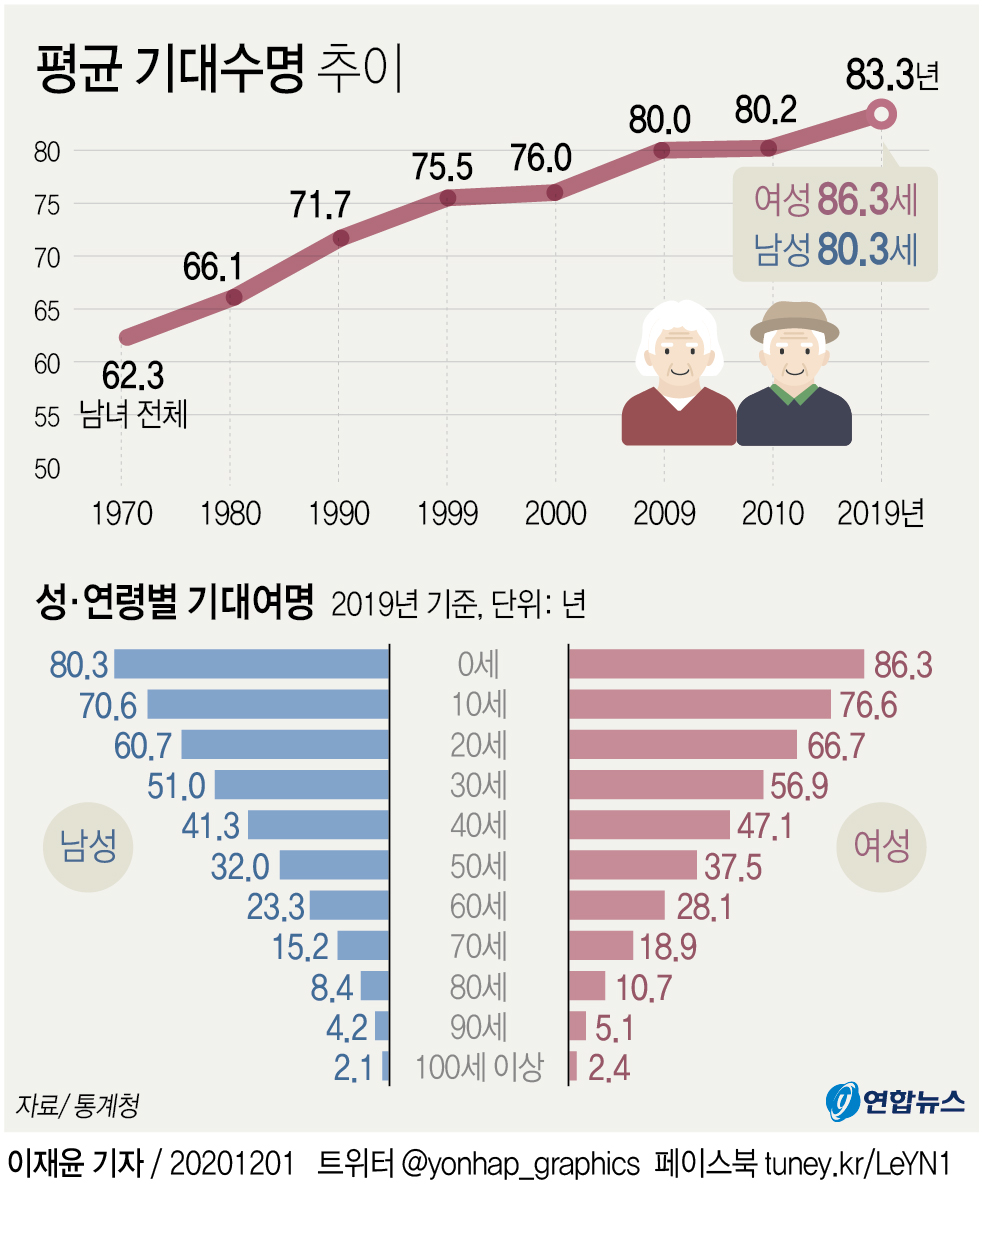 평균 기대수명 추이
83.3년
80.2
80.0
76.0
75.5
71.7
66.1
62.3
남녀 전체
여성 86.3세
남성 80.3세
80
75
70
65
60
55
50
1970 1980 1990 1999 2000 2009 2010 2019년
성·연령별 기대여명 2019년 기준, 단위: 년
80.3 0세 86.3
70.6 10세 76.6
60.7 20세 66.7
51.0 30세 56.9
41.3 40세 47.1
남성 여성
32.0 50세 37.5
23.3 60세 28.1
15.2 70세 18.9
8.4 80세 10.7
4.2 90세 5.1
2.1 100세 이상 2.4
자료/ 통계청
연합뉴스
이재윤 기자 / 20201201 트위터 @yonhap_graphics 페이스북 tuney.kr/LeYN1